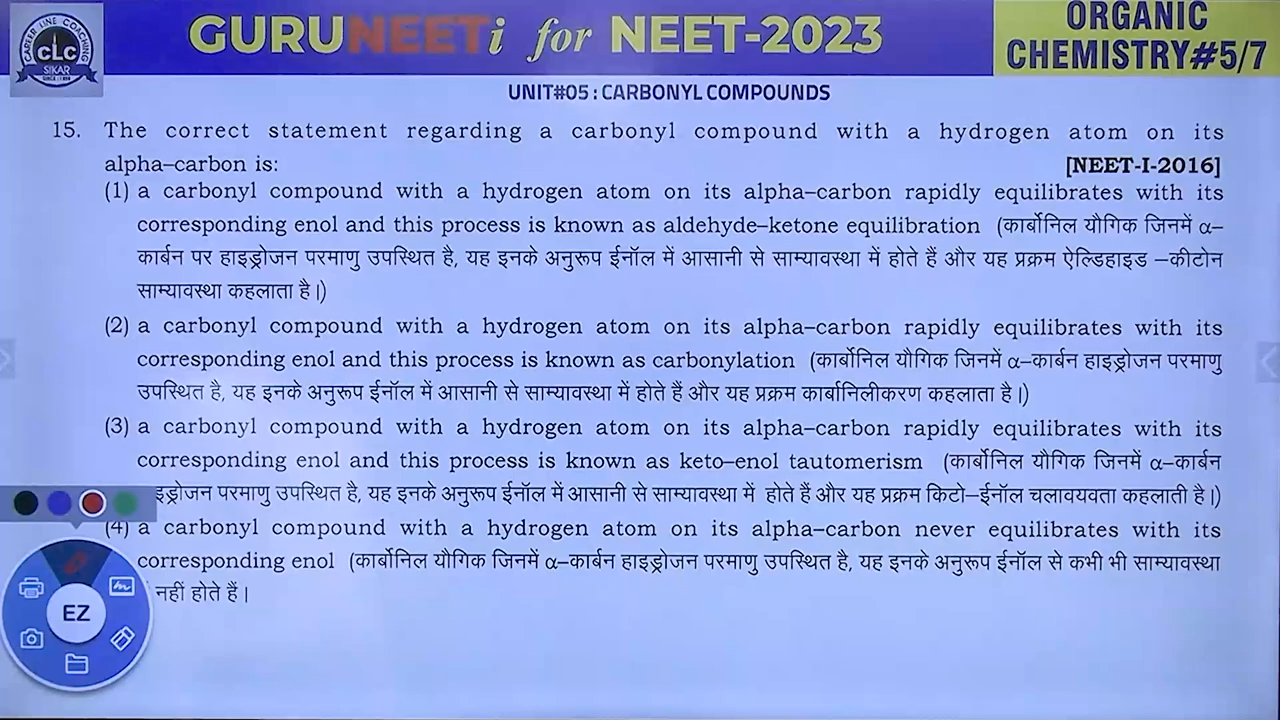 CAREER LINE COACHING
CLC
SIKAR
SINCE : 1996
GURUNEETi for NEET-2023
ORGANIC
CHEMISTRY#5/7
UNIT#05 : CARBONYL COMPOUNDS
15. The correct statement regarding a carbonyl compound with a hydrogen atom on its
alpha–carbon is: [NEET-I-2016]
(1) a carbonyl compound with a hydrogen atom on its alpha–carbon rapidly equilibrates with its
corresponding enol and this process is known as aldehyde–ketone equilibration (कार्बोनिल यौगिक जिनमें α–
कार्बन पर हाइड्रोजन परमाणु उपस्थित है, यह इनके अनुरूप ईनॉल में आसानी से साम्यावस्था में होते हैं और यह प्रक्रम ऐल्डिहाइड –कीटोन
साम्यावस्था कहलाता है।)
(2) a carbonyl compound with a hydrogen atom on its alpha–carbon rapidly equilibrates with its
corresponding enol and this process is known as carbonylation (कार्बोनिल यौगिक जिनमें α–कार्बन हाइड्रोजन परमाणु
उपस्थित है, यह इनके अनुरूप ईनॉल में आसानी से साम्यावस्था में होते हैं और यह प्रक्रम कार्बानिलीकरण कहलाता है।)
(3) a carbonyl compound with a hydrogen atom on its alpha–carbon rapidly equilibrates with its
corresponding enol and this process is known as keto–enol tautomerism (कार्बोनिल यौगिक जिनमें α–कार्बन
इड्रोजन परमाणु उपस्थित है, यह इनके अनुरूप ईनॉल में आसानी से साम्यावस्था में होते हैं और यह प्रक्रम किटो–ईनॉल चलावयवता कहलाती है।)
(4) a carbonyl compound with a hydrogen atom on its alpha–carbon never equilibrates with its
corresponding enol (कार्बोनिल यौगिक जिनमें α–कार्बन हाइड्रोजन परमाणु उपस्थित है, यह इनके अनुरूप ईनॉल से कभी भी साम्यावस्था
नहीं होते हैं।
EZ